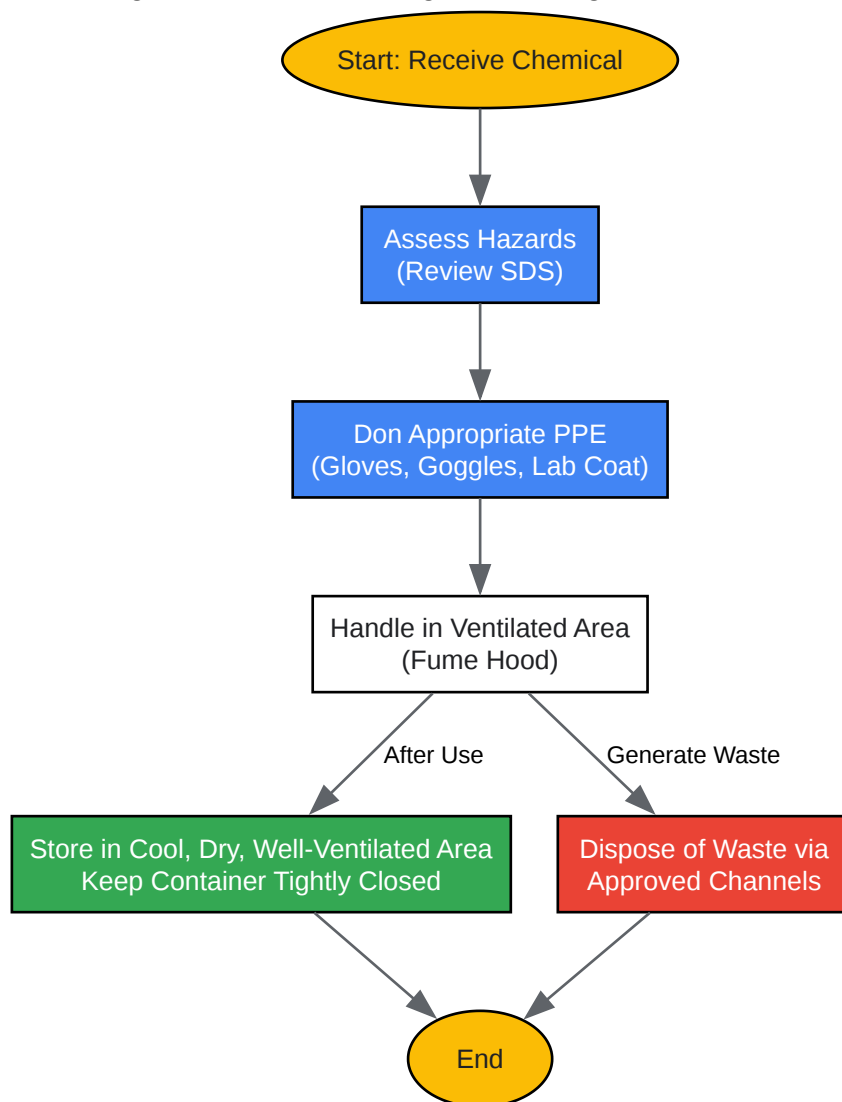 Start: Receive Chemical
Assess Hazards
(Review SDS)
Don Appropriate PPE
(Gloves, Goggles, Lab Coat)
Handle in Ventilated Area
(Fume Hood)
After Use
Generate Waste
Store in Cool, Dry, Well-Ventilated Area
Keep Container Tightly Closed
Dispose of Waste via
Approved Channels
End